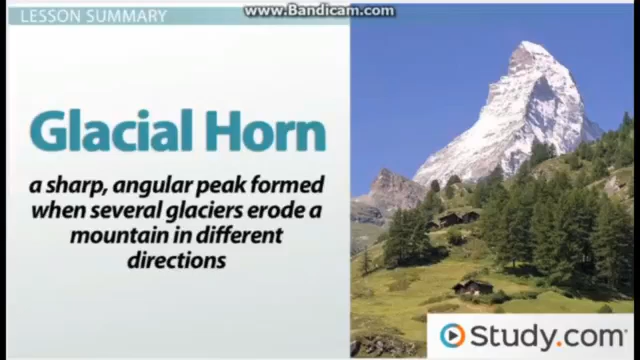 LESSON SUMMARY
www.Bandicam.com
Glacial Horn
a sharp, angular peak formed
when several glaciers erode a
mountain in different
directions
Study.com